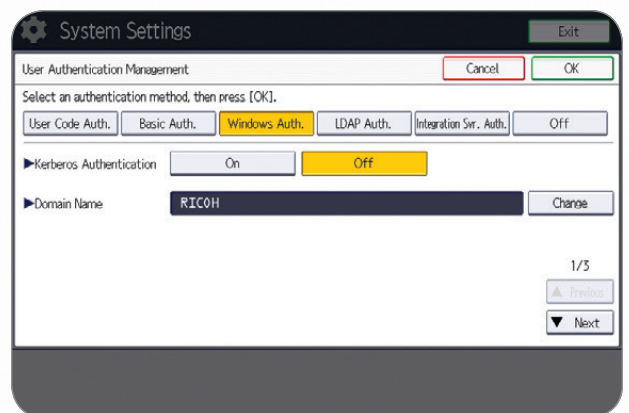 System Settings Exit
User Authentication Management Cancel OK
Select an authentication method, then press [OK].
User Code Auth. Basic Auth. Windows Auth. LDAP Auth. Integration Svr. Auth. Off
►Kerberos Authentication On Off
►Domain Name RICOH Change
1/3
▲ Previous
▼ Next